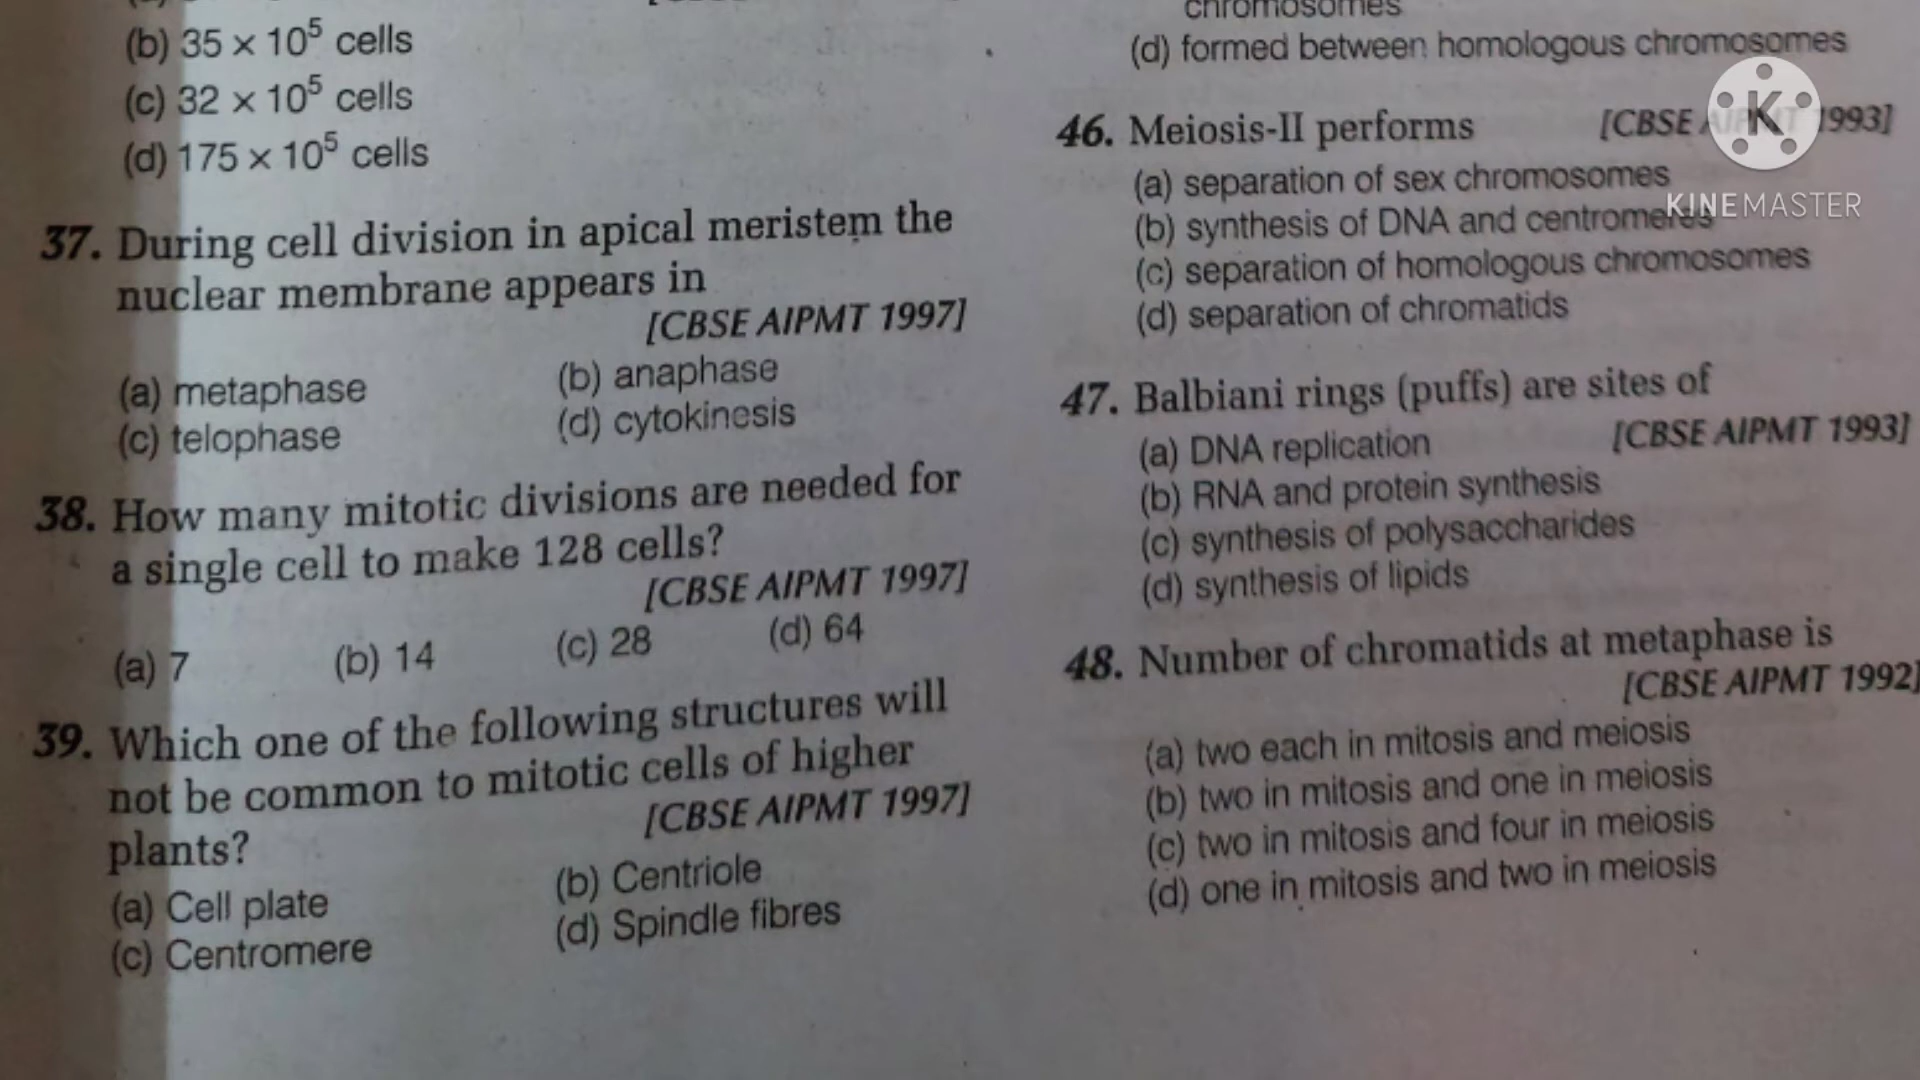 (b) 35 × 10⁵ cells
(c) 32 × 10⁵ cells
(d) 175 × 10⁵ cells
37. During cell division in apical meristem the
nuclear membrane appears in
[CBSE AIPMT 1997]
(a) metaphase (b) anaphase
(c) telophase (d) cytokinesis
38. How many mitotic divisions are needed for
a single cell to make 128 cells?
[CBSE AIPMT 1997]
(a) 7 (b) 14 (c) 28 (d) 64
39. Which one of the following structures will
not be common to mitotic cells of higher
plants?
[CBSE AIPMT 1997]
(a) Cell plate (b) Centriole
(c) Centromere (d) Spindle fibres
chromosomes
(d) formed between homologous chromosomes
46. Meiosis-II performs [CBSE AIPMT 1993]
(a) separation of sex chromosomes
(b) synthesis of DNA and centromeres
(c) separation of homologous chromosomes
(d) separation of chromatids
47. Balbiani rings (puffs) are sites of
[CBSE AIPMT 1993]
(a) DNA replication
(b) RNA and protein synthesis
(c) synthesis of polysaccharides
(d) synthesis of lipids
48. Number of chromatids at metaphase is
[CBSE AIPMT 1992]
(a) two each in mitosis and meiosis
(b) two in mitosis and one in meiosis
(c) two in mitosis and four in meiosis
(d) one in mitosis and two in meiosis
K
KINEMASTER